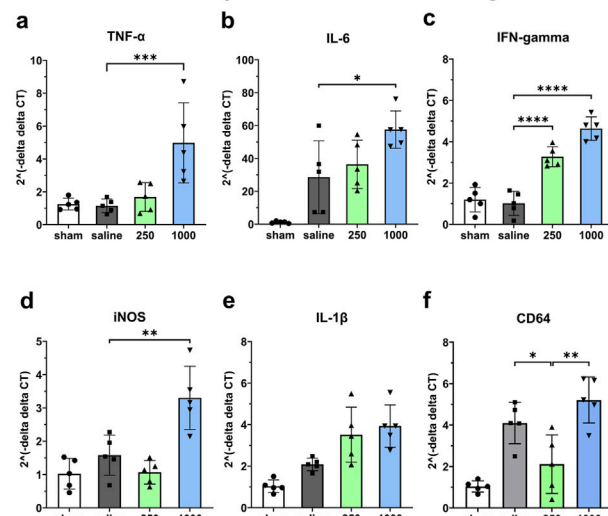 a
TNF-α
***
2^(-delta delta CT)
10
8
6
4
2
0
sham saline 250 1000
b
IL-6
*
2^(-delta delta CT)
100
80
60
40
20
0
sham saline 250 1000
c
IFN-gamma
****
****
2^(-delta delta CT)
8
6
4
2
0
sham saline 250 1000
d
iNOS
**
2^(-delta delta CT)
5
4
3
2
1
0
e
IL-1β
2^(-delta delta CT)
8
6
4
2
0
f
CD64
* **
2^(-delta delta CT)
8
6
4
2
0